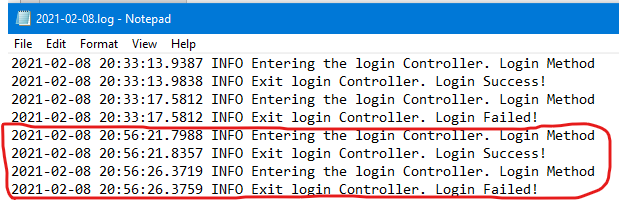 2021-02-08.log - Notepad
File Edit Format View Help
2021-02-08 20:33:13.9387 INFO Entering the login Controller. Login Method
2021-02-08 20:33:13.9838 INFO Exit login Controller. Login Success!
2021-02-08 20:33:17.5812 INFO Entering the login Controller. Login Method
2021-02-08 20:33:17.5812 INFO Exit login Controller. Login Failed!
2021-02-08 20:56:21.7988 INFO Entering the login Controller. Login Method
2021-02-08 20:56:21.8357 INFO Exit login Controller. Login Success!
2021-02-08 20:56:26.3719 INFO Entering the login Controller. Login Method
2021-02-08 20:56:26.3759 INFO Exit login Controller. Login Failed!